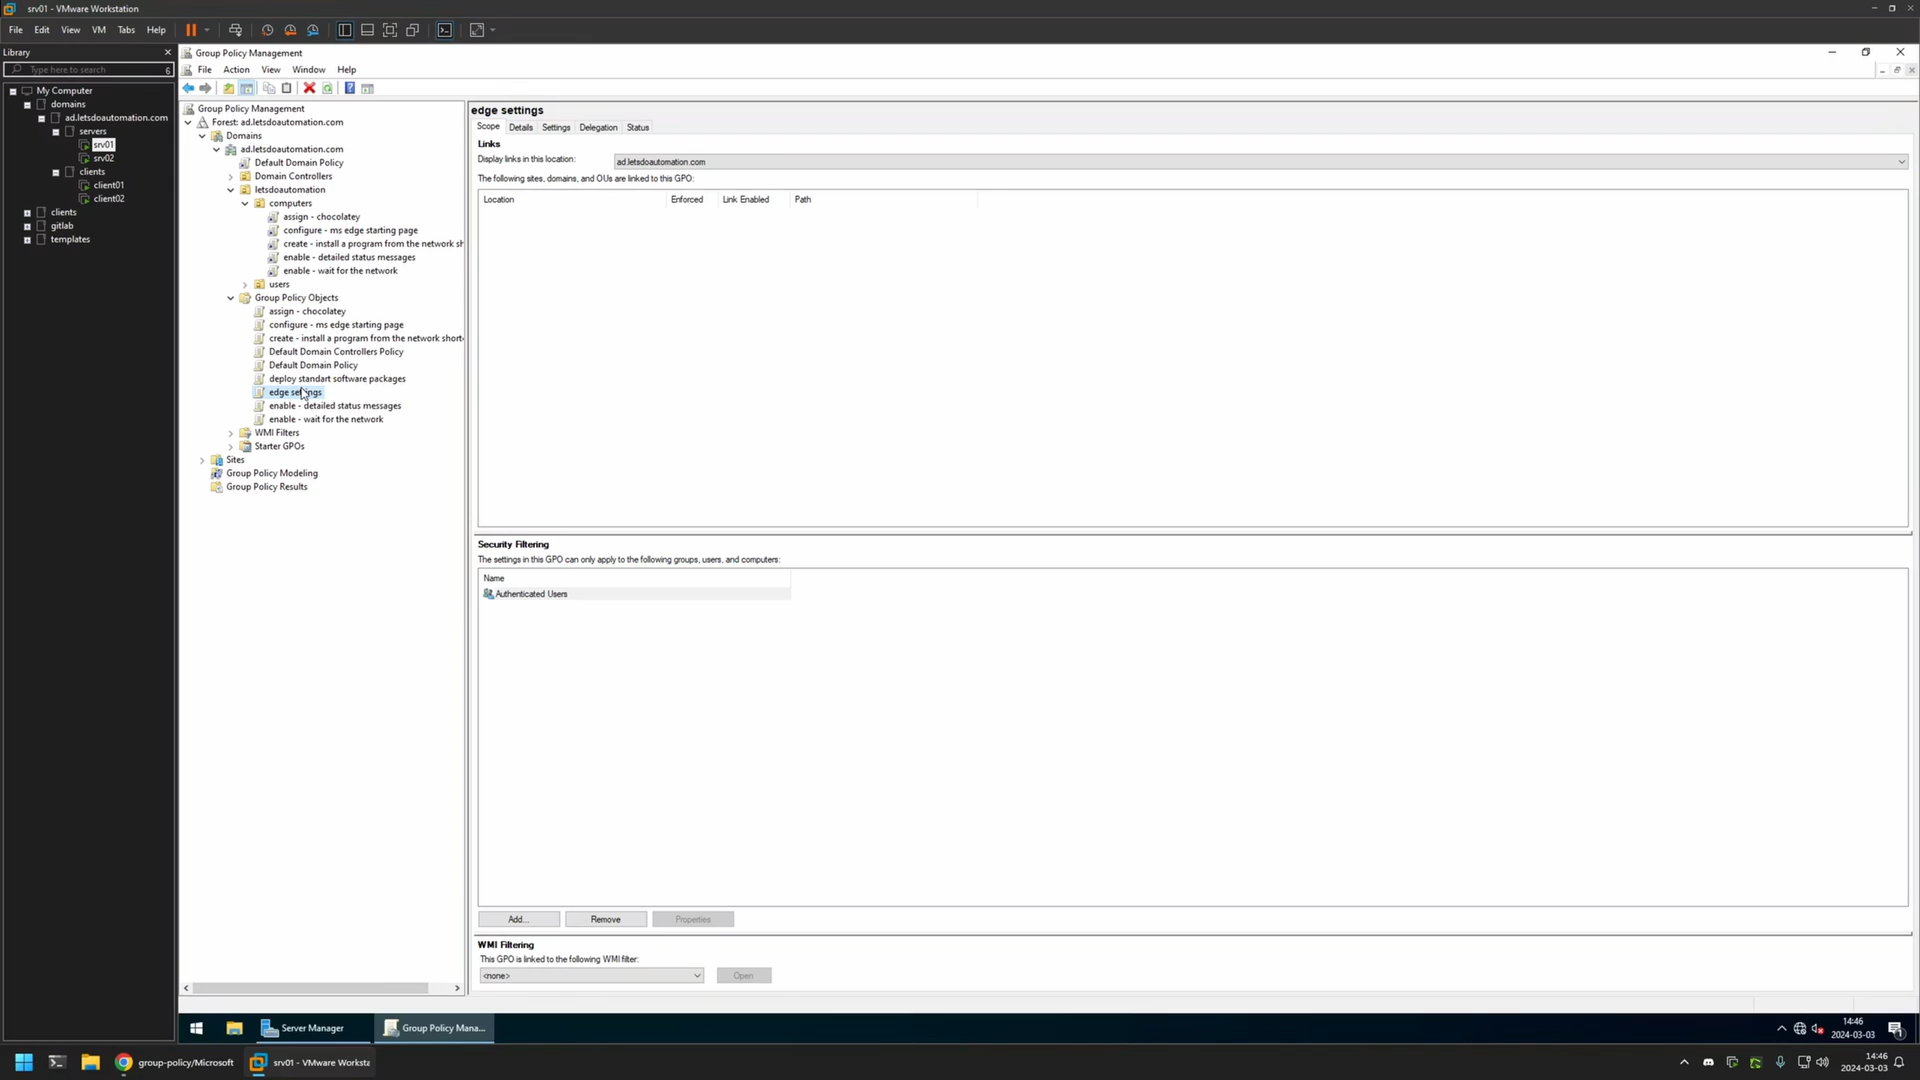 srv01 - VMware Workstation
File Edit View VM Tabs Help
Library
Type here to search
6
My Computer
domains
ad.letsdoautomation.com
servers
srv01
srv02
clients
client01
client02
clients
gitlab
templates
Group Policy Management
File Action View Window Help
Group Policy Management
Forest: ad.letsdoautomation.com
Domains
ad.letsdoautomation.com
Default Domain Policy
Domain Controllers
letsdoautomation
computers
assign - chocolatey
configure - ms edge starting page
create - install a program from the network sh
enable - detailed status messages
enable - wait for the network
users
Group Policy Objects
assign - chocolatey
configure - ms edge starting page
create - install a program from the network shortc
Default Domain Controllers Policy
Default Domain Policy
deploy standart software packages
edge settings
enable - detailed status messages
enable - wait for the network
WMI Filters
Starter GPOs
Sites
Group Policy Modeling
Group Policy Results
edge settings
Scope Details Settings Delegation Status
Links
Display links in this location: ad.letsdoautomation.com
The following sites, domains, and OUs are linked to this GPO:
Location Enforced Link Enabled Path
Security Filtering
The settings in this GPO can only apply to the following groups, users, and computers:
Name
Authenticated Users
Add... Remove Properties
WMI Filtering
This GPO is linked to the following WMI filter:
<none> Open
Server Manager Group Policy Mana...
14:46
2024-03-03
1
group-policy/Microsoft srv01 - VMware Worksta
14:46
2024-03-03